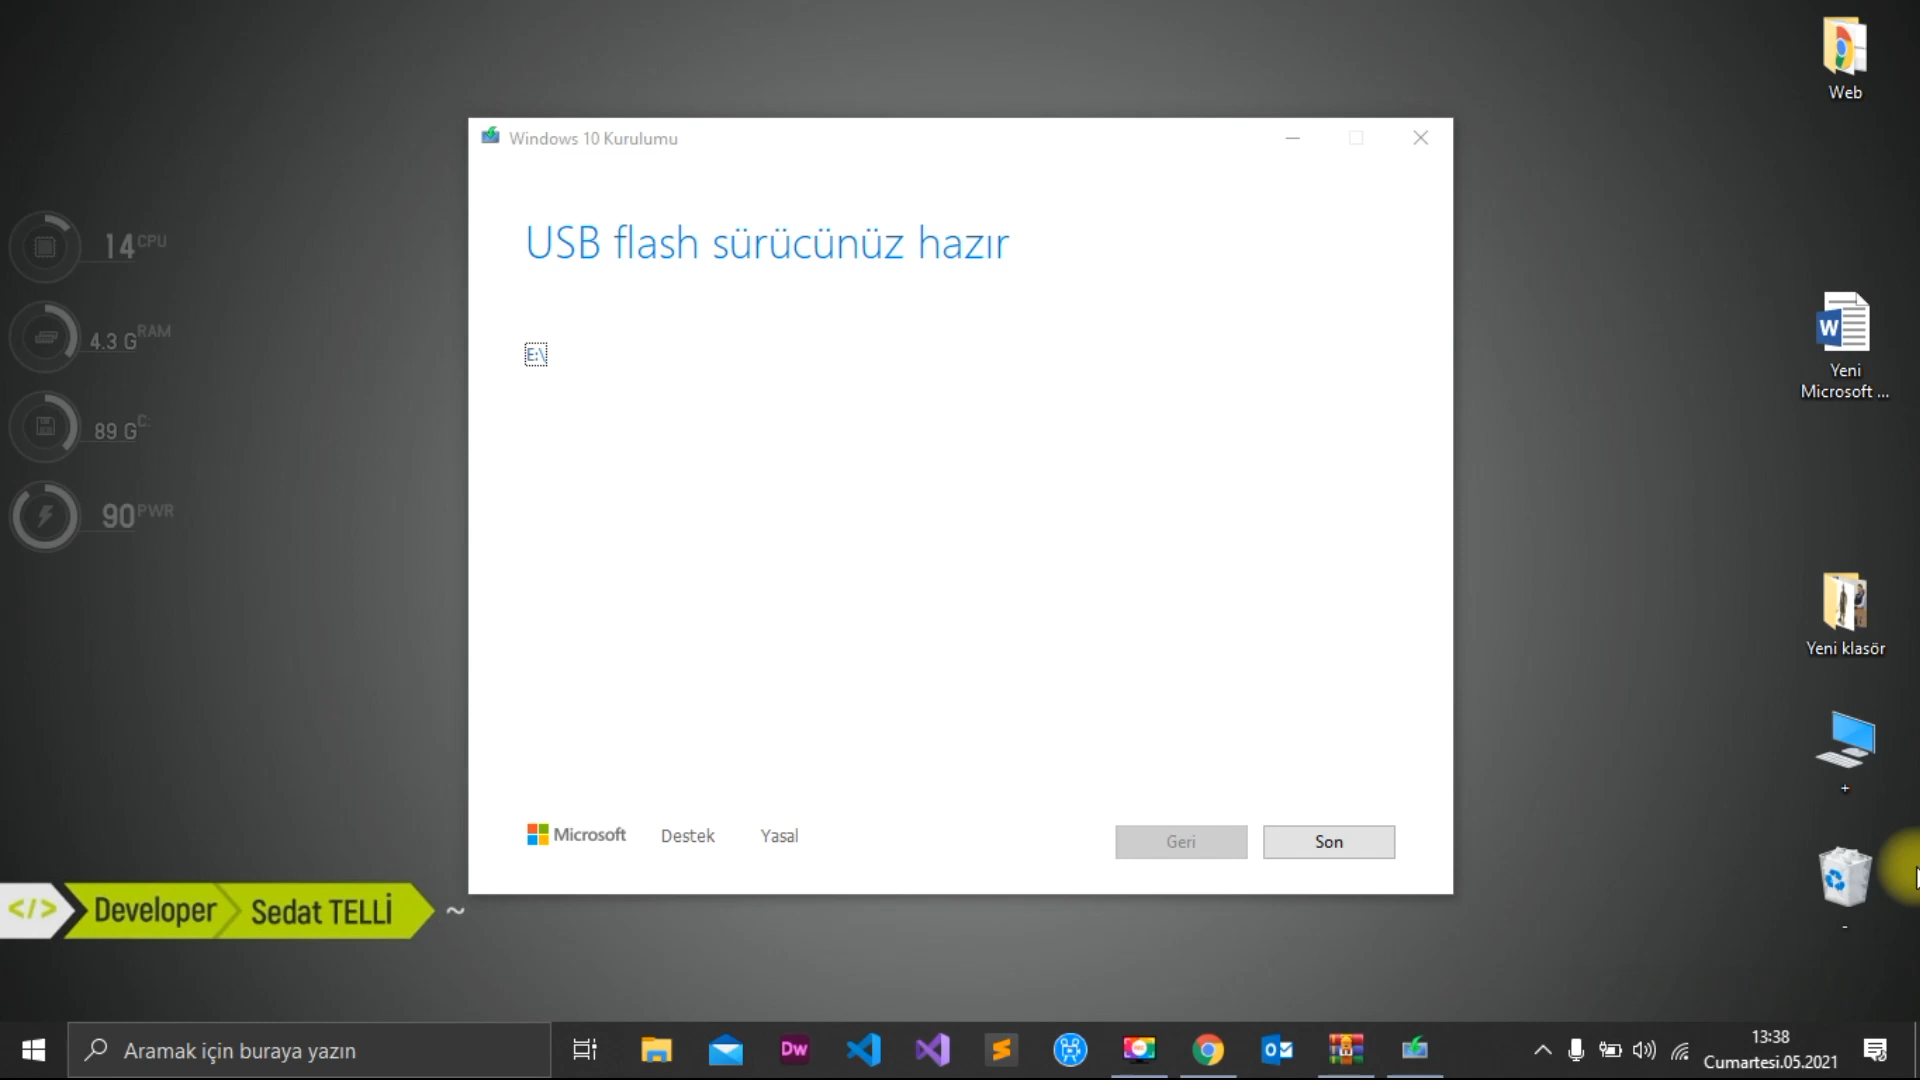 Web
Windows 10 Kurulumu
USB flash sürücünüz hazır
14 CPU
E:\
4.3 G RAM
Yeni
Microsoft ...
89 G C:
90 PWR
Yeni klasör
+
Microsoft Destek Yasal
Geri Son
</> Developer Sedat TELLİ ~
-
Aramak için buraya yazın
Dw
13:38
Cumartesi.05.2021